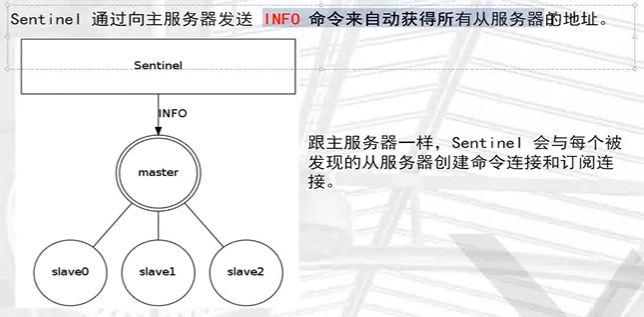 Sentinel 通过向主服务器发送 INFO 命令来自动获得所有从服务器的地址。
Sentinel
INFO
master
slave0
slave1
slave2
跟主服务器一样，Sentinel 会与每个被
发现的从服务器创建命令连接和订阅连
接。